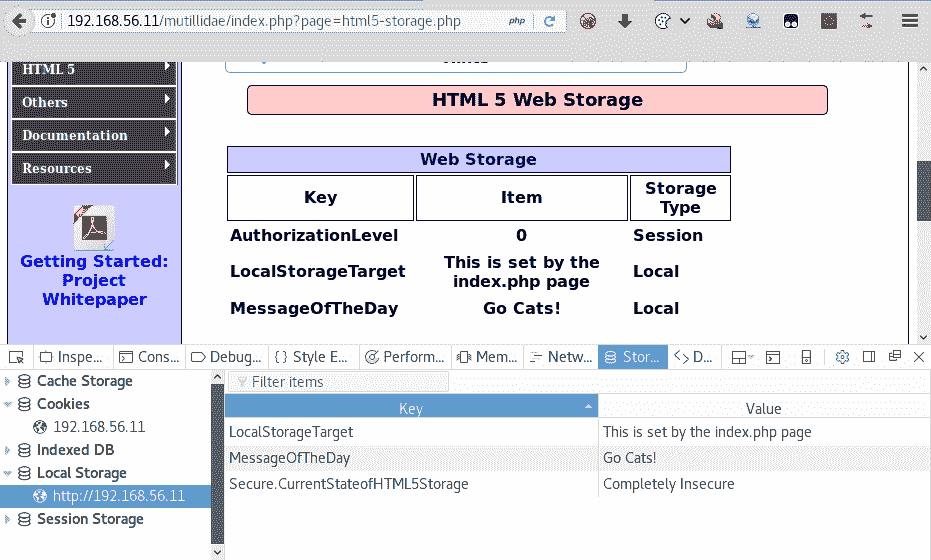 192.168.56.11/mutillidae/index.php?page=html5-storage.php php
HTML 5
Others
Documentation
Resources
Getting Started:
Project
Whitepaper
HTML 5 Web Storage
Web Storage
Key Item Storage Type
AuthorizationLevel 0 Session
LocalStorageTarget This is set by the index.php page Local
MessageOfTheDay Go Cats! Local
Inspe... Cons... Debug... { } Style E... Perform... Mem... Netw... Stor... D...
Cache Storage
Cookies
192.168.56.11
Indexed DB
Local Storage
http://192.168.56.11
Session Storage
Filter items
Key Value
LocalStorageTarget This is set by the index.php page
MessageOfTheDay Go Cats!
Secure.CurrentStateofHTML5Storage Completely Insecure